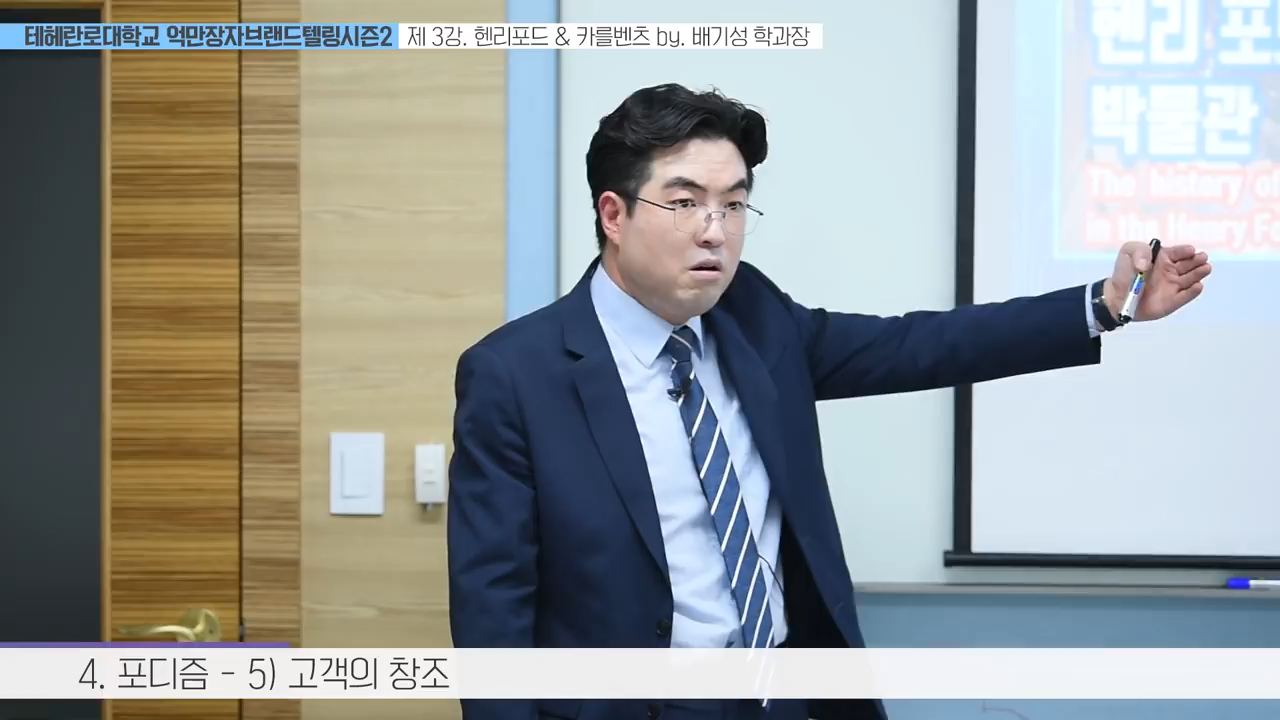 테헤란로대학교 억만장자브랜드텔링시즌2 제 3강. 헨리포드 & 카를벤츠 by. 배기성 학과장
헨리 포
박물관
The history of
in the Henry Fo
4. 포디즘 - 5) 고객의 창조